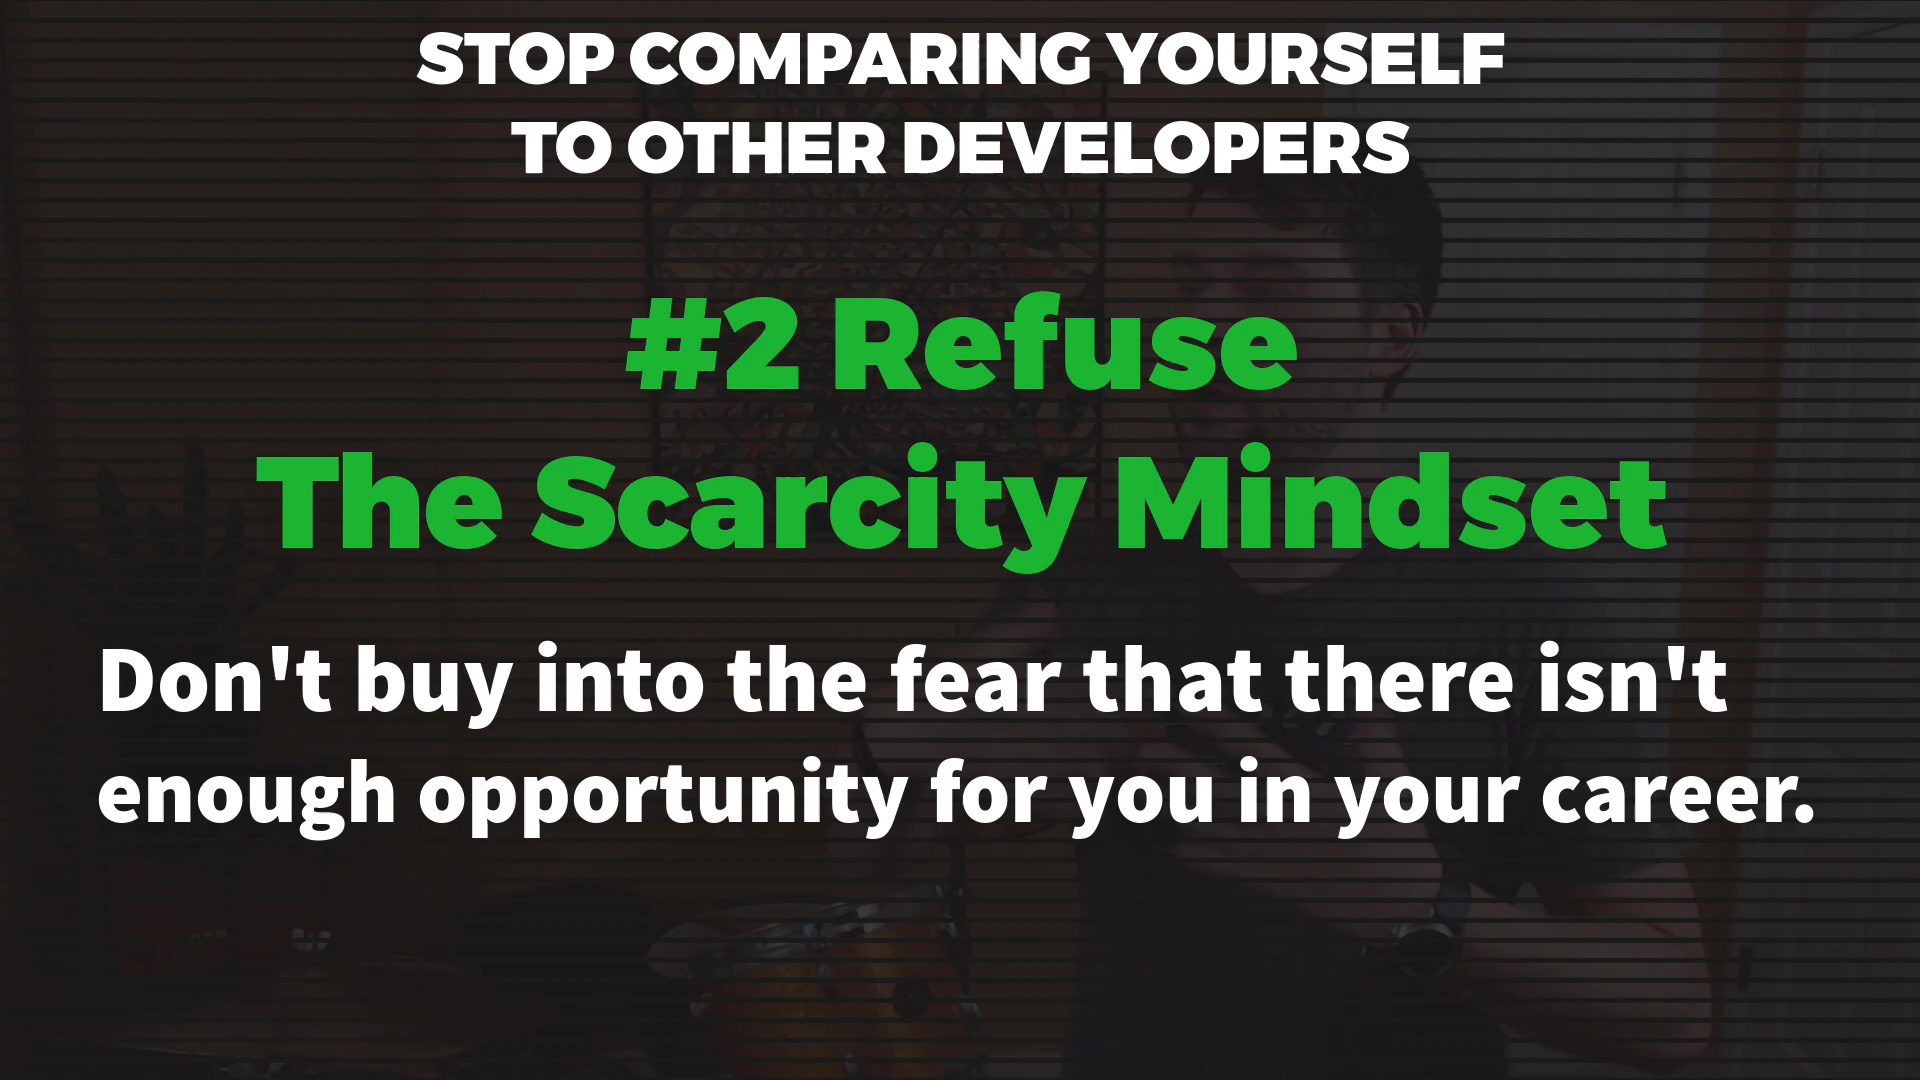 STOP COMPARING YOURSELF
TO OTHER DEVELOPERS
#2 Refuse
The Scarcity Mindset
Don't buy into the fear that there isn't
enough opportunity for you in your career.